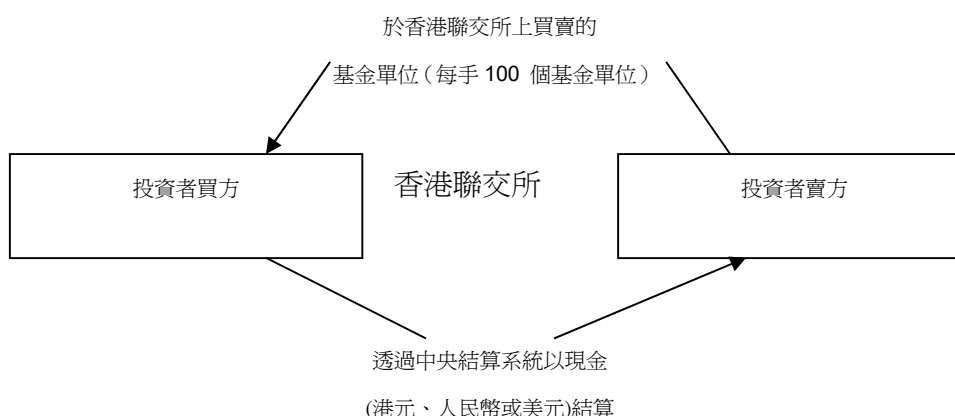 於香港聯交所上買賣的
基金單位（每手 100 個基金單位）
投資者買方
香港聯交所
投資者賣方
透過中央結算系統以現金
(港元、人民幣或美元)結算